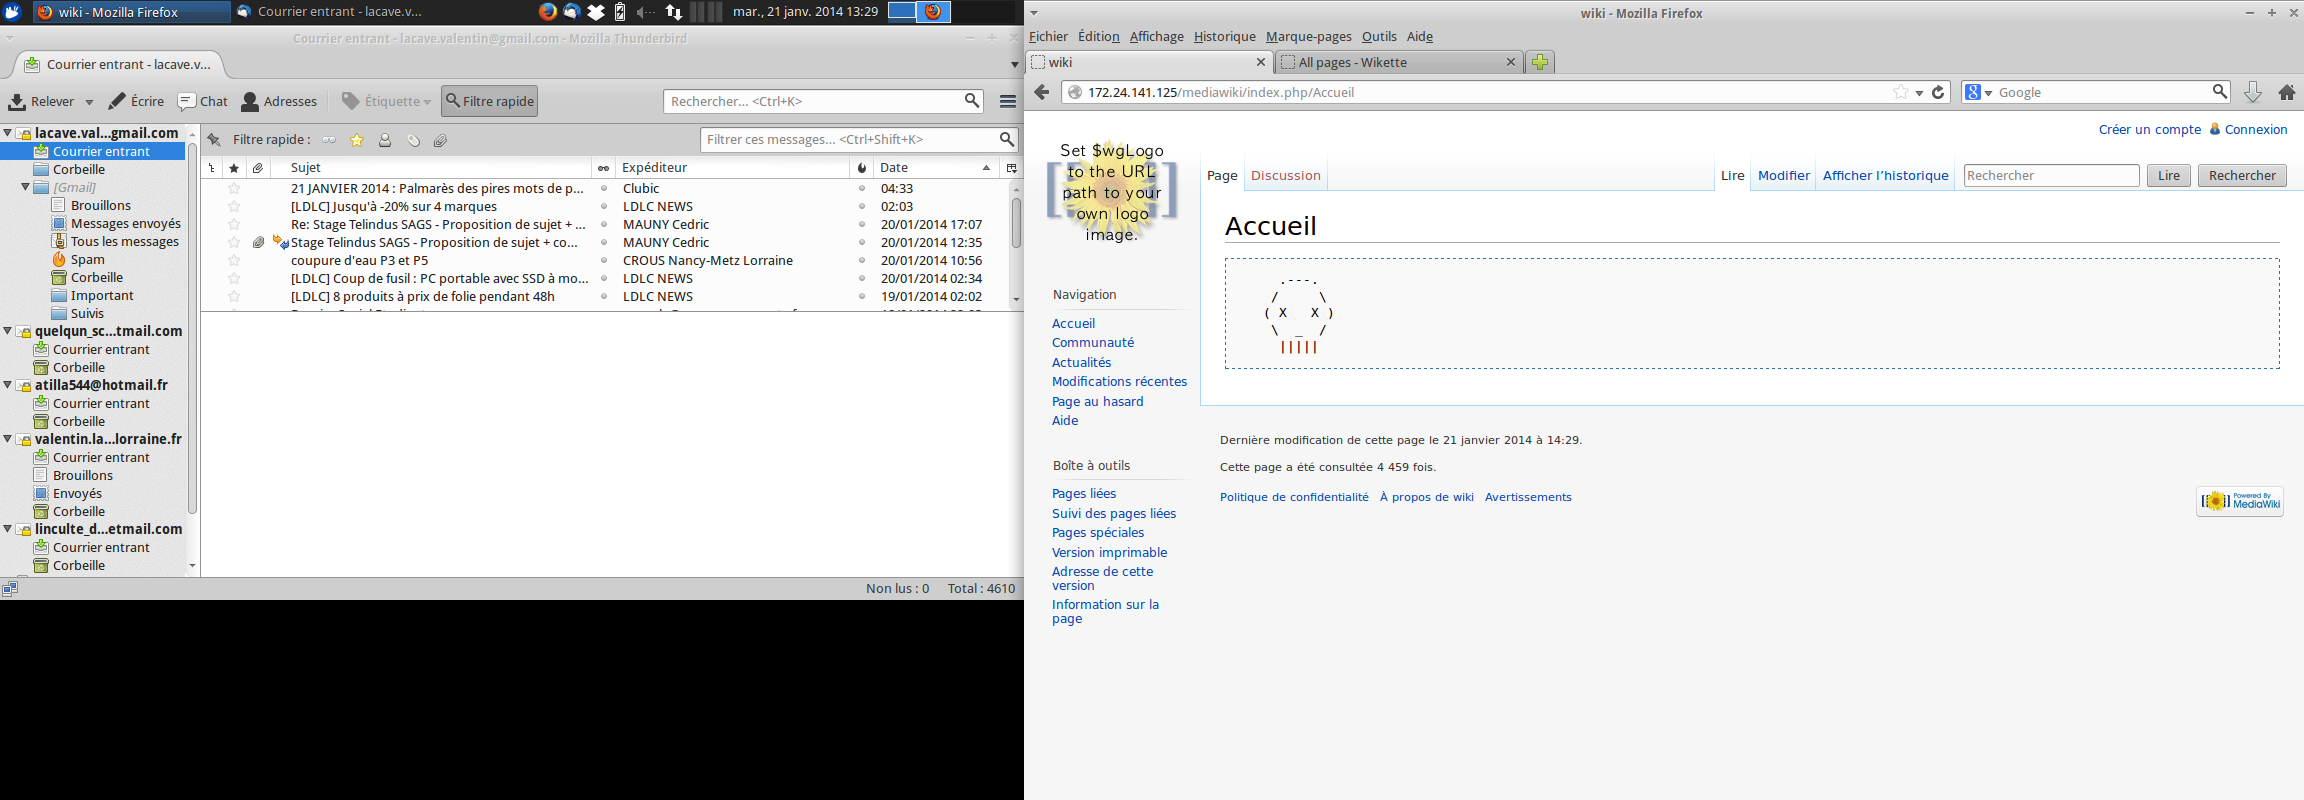 wiki - Mozilla Firefox
Courrier entrant - lacave.v...
mar., 21 janv. 2014 13:29
Courrier entrant - lacave.valentin@gmail.com - Mozilla Thunderbird
Courrier entrant - lacave.v...
Relever
Écrire
Chat
Adresses
Étiquette
Filtre rapide
Rechercher... <Ctrl+K>
lacave.val...gmail.com
Courrier entrant
Corbeille
[Gmail]
Brouillons
Messages envoyés
Tous les messages
Spam
Corbeille
Important
Suivis
quelqun_sc...tmail.com
Courrier entrant
Corbeille
atilla544@hotmail.fr
Courrier entrant
Corbeille
valentin.la...lorraine.fr
Courrier entrant
Brouillons
Envoyés
Corbeille
linculte_d...etmail.com
Courrier entrant
Corbeille
Filtre rapide :
Filtrer ces messages... <Ctrl+Shift+K>
Sujet Expéditeur Date
21 JANVIER 2014 : Palmarès des pires mots de p... Clubic 04:33
[LDLC] Jusqu'à -20% sur 4 marques LDLC NEWS 02:03
Re: Stage Telindus SAGS - Proposition de sujet + ... MAUNY Cedric 20/01/2014 17:07
Stage Telindus SAGS - Proposition de sujet + co... MAUNY Cedric 20/01/2014 12:35
coupure d'eau P3 et P5 CROUS Nancy-Metz Lorraine 20/01/2014 10:56
[LDLC] Coup de fusil : PC portable avec SSD à mo... LDLC NEWS 20/01/2014 02:34
[LDLC] 8 produits à prix de folie pendant 48h LDLC NEWS 19/01/2014 02:02
Non lus : 0 Total : 4610
wiki - Mozilla Firefox
Fichier Édition Affichage Historique Marque-pages Outils Aide
wiki
All pages - Wikette
172.24.141.125/mediawiki/index.php/Accueil
Google
Créer un compte Connexion
Set $wgLogo
to the URL
path to your
own logo
image.
Page Discussion
Lire Modifier Afficher l'historique
Rechercher
Lire
Rechercher
Accueil
.---.
/ \
( X X )
\ _ /
|||||
Navigation
Accueil
Communauté
Actualités
Modifications récentes
Page au hasard
Aide
Boîte à outils
Pages liées
Suivi des pages liées
Pages spéciales
Version imprimable
Adresse de cette
version
Information sur la
page
Dernière modification de cette page le 21 janvier 2014 à 14:29.
Cette page a été consultée 4 459 fois.
Politique de confidentialité À propos de wiki Avertissements
Powered By
MediaWiki